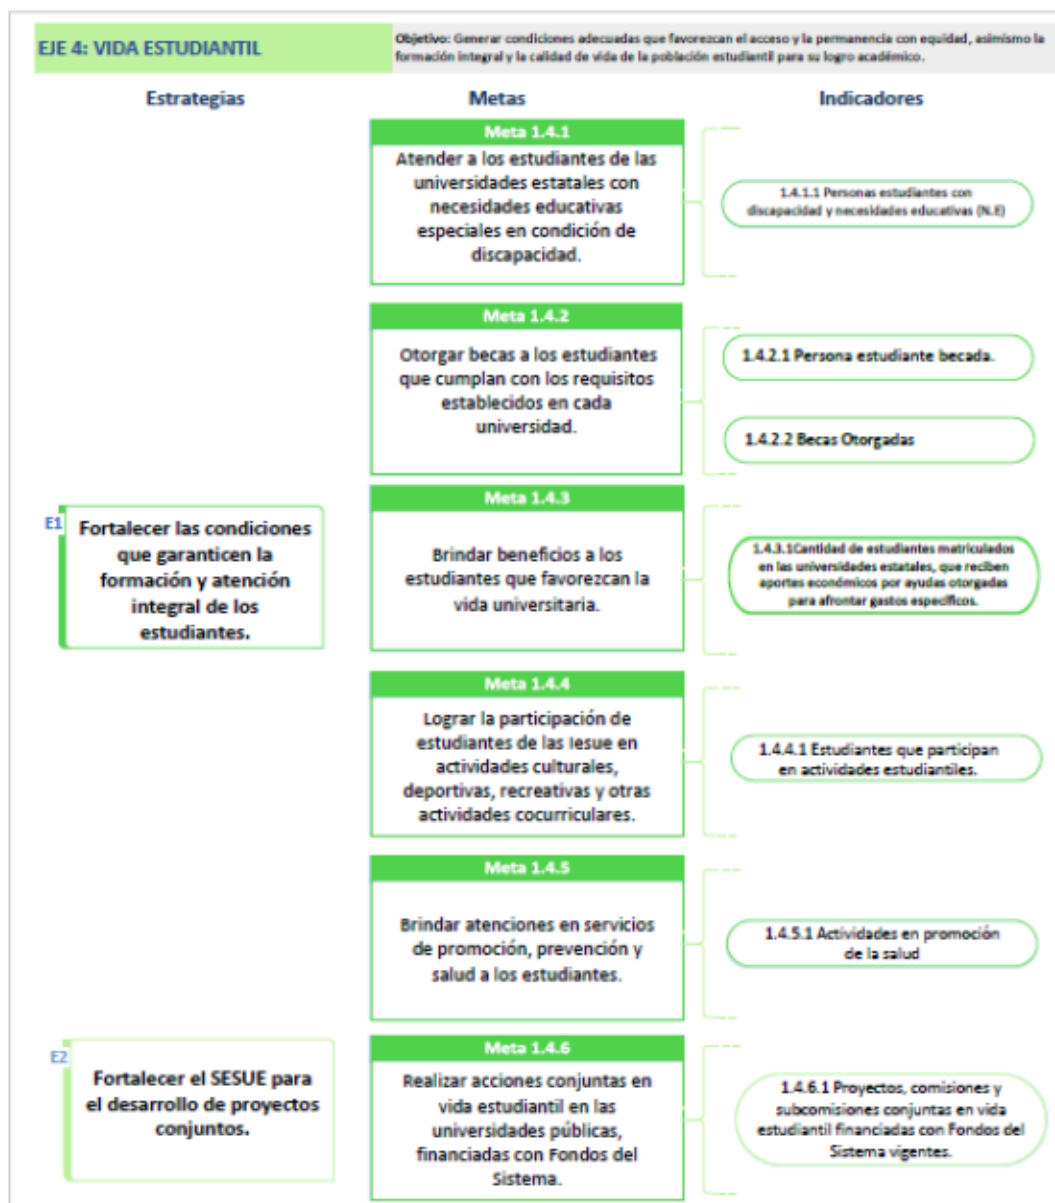 EJE 4: VIDA ESTUDIANTIL
Objetivo: Generar condiciones adecuadas que favorezcan el acceso y la permanencia con equidad, asimismo la
formación integral y la calidad de vida de la población estudiantil para su logro académico.
Estrategias
Metas
Indicadores
Meta 1.4.1
Atender a los estudiantes de las
universidades estatales con
necesidades educativas
especiales en condición de
discapacidad.
1.4.1.1 Personas estudiantes con
discapacidad y necesidades educativas (N.E)
Meta 1.4.2
Otorgar becas a los estudiantes
que cumplan con los requisitos
establecidos en cada
universidad.
1.4.2.1 Persona estudiante becada.
1.4.2.2 Becas Otorgadas
E1
Fortalecer las condiciones
que garanticen la
formación y atención
integral de los
estudiantes.
Meta 1.4.3
Brindar beneficios a los
estudiantes que favorezcan la
vida universitaria.
1.4.3.1Cantidad de estudiantes matriculados
en las universidades estatales, que reciben
aportes económicos por ayudas otorgadas
para afrontar gastos específicos.
Meta 1.4.4
Lograr la participación de
estudiantes de las Iesue en
actividades culturales,
deportivas, recreativas y otras
actividades cocurriculares.
1.4.4.1 Estudiantes que participan
en actividades estudiantiles.
Meta 1.4.5
Brindar atenciones en servicios
de promoción, prevención y
salud a los estudiantes.
1.4.5.1 Actividades en promoción
de la salud
E2
Fortalecer el SESUE para
el desarrollo de proyectos
conjuntos.
Meta 1.4.6
Realizar acciones conjuntas en
vida estudiantil en las
universidades públicas,
financiadas con Fondos del
Sistema.
1.4.6.1 Proyectos, comisiones y
subcomisiones conjuntas en vida
estudiantil financiadas con Fondos del
Sistema vigentes.